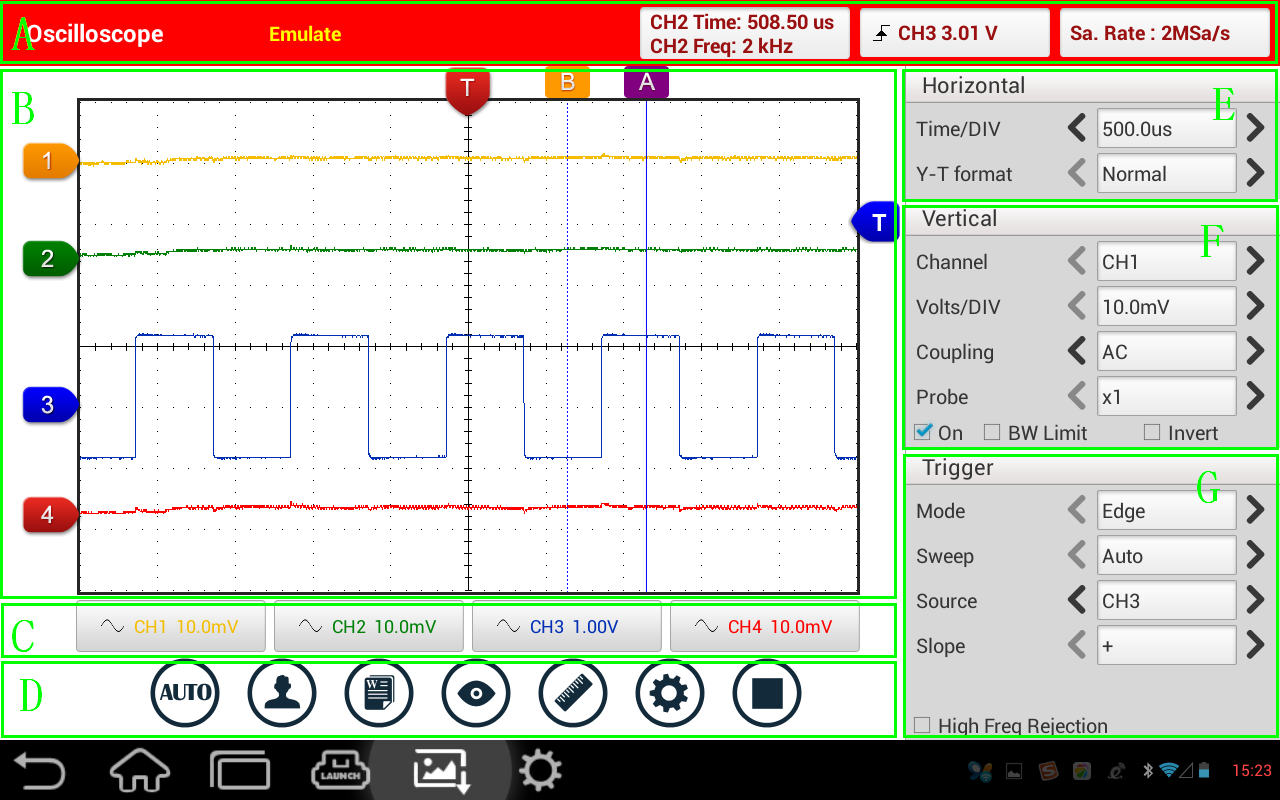 A Oscilloscope Emulate CH2 Time: 508.50 us CH3 3.01 V Sa. Rate : 2MSa/s
CH2 Freq: 2 kHz
B
T B A
1
T
2
3
4
C
CH1 10.0mV CH2 10.0mV CH3 1.00V CH4 10.0mV
D
AUTO W
E
Horizontal
Time/DIV 500.0us
Y-T format Normal
F
Vertical
Channel CH1
Volts/DIV 10.0mV
Coupling AC
Probe x1
On BW Limit Invert
G
Trigger
Mode Edge
Sweep Auto
Source CH3
Slope +
High Freq Rejection
LAUNCH
15:23